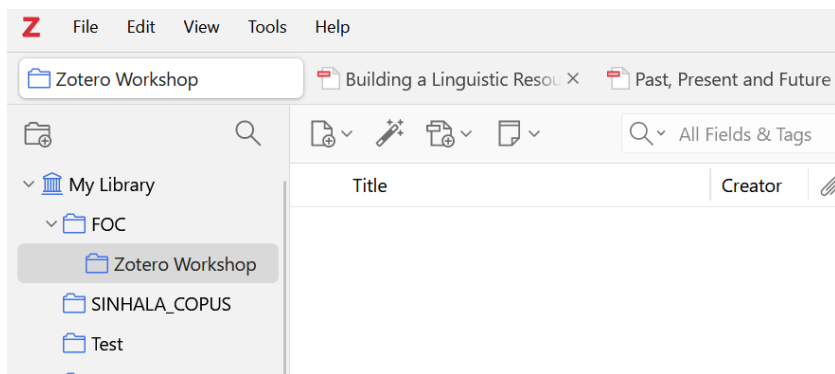 Z File Edit View Tools Help
Zotero Workshop Building a Linguistic Resou Past, Present and Future
All Fields & Tags
My Library Title Creator
FOC
Zotero Workshop
SINHALA_COPUS
Test